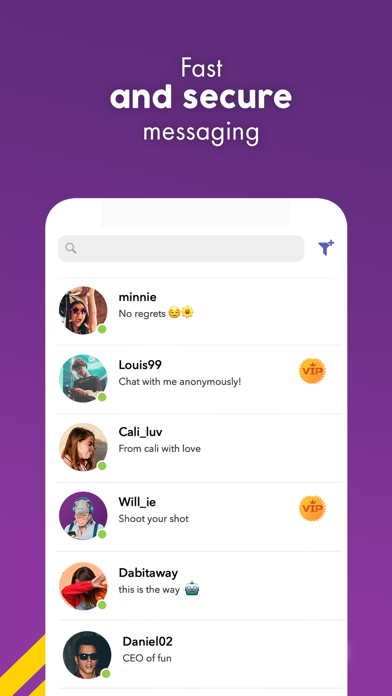 Fast
and secure
messaging
minnie
No regrets 😌🌼
Louis99
Chat with me anonymously!
VIP
Cali_luv
From cali with love
Will_ie
Shoot your shot
VIP
Dabitaway
this is the way 🤖
Daniel02
CEO of fun